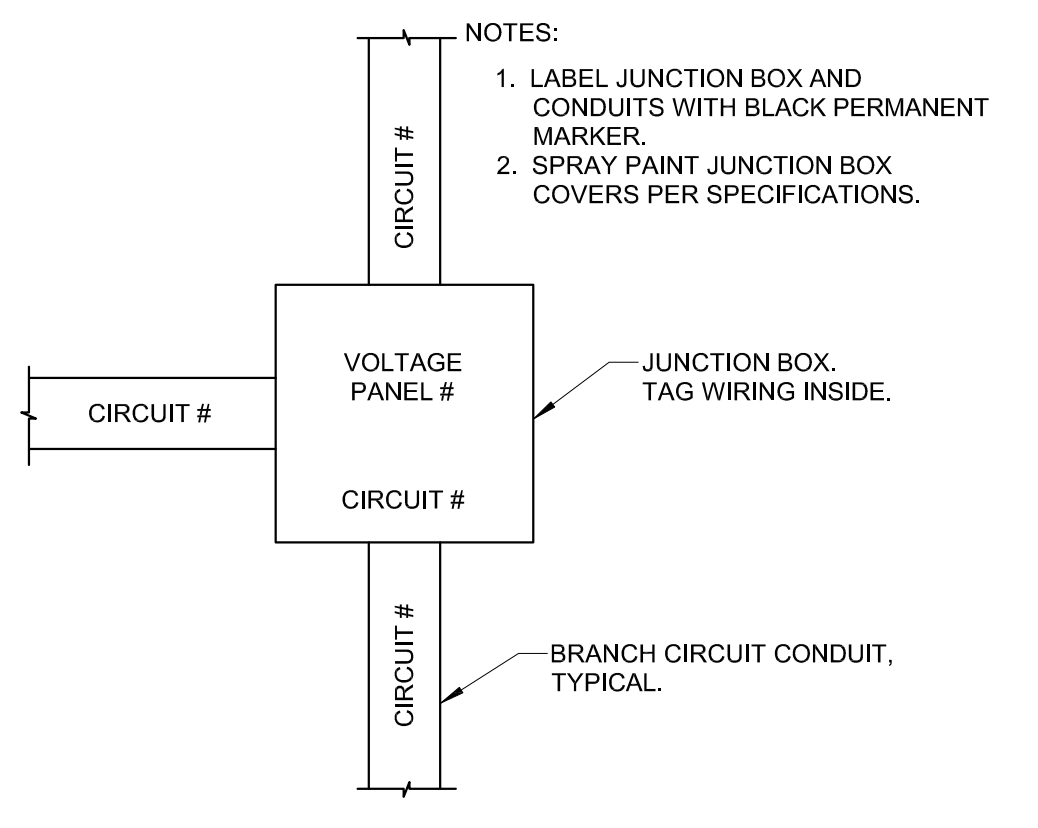 NOTES:
1. LABEL JUNCTION BOX AND
CONDUITS WITH BLACK PERMANENT
MARKER.
2. SPRAY PAINT JUNCTION BOX
COVERS PER SPECIFICATIONS.
CIRCUIT #
VOLTAGE
PANEL #
JUNCTION BOX.
TAG WIRING INSIDE.
CIRCUIT #
CIRCUIT #
CIRCUIT #
BRANCH CIRCUIT CONDUIT,
TYPICAL.